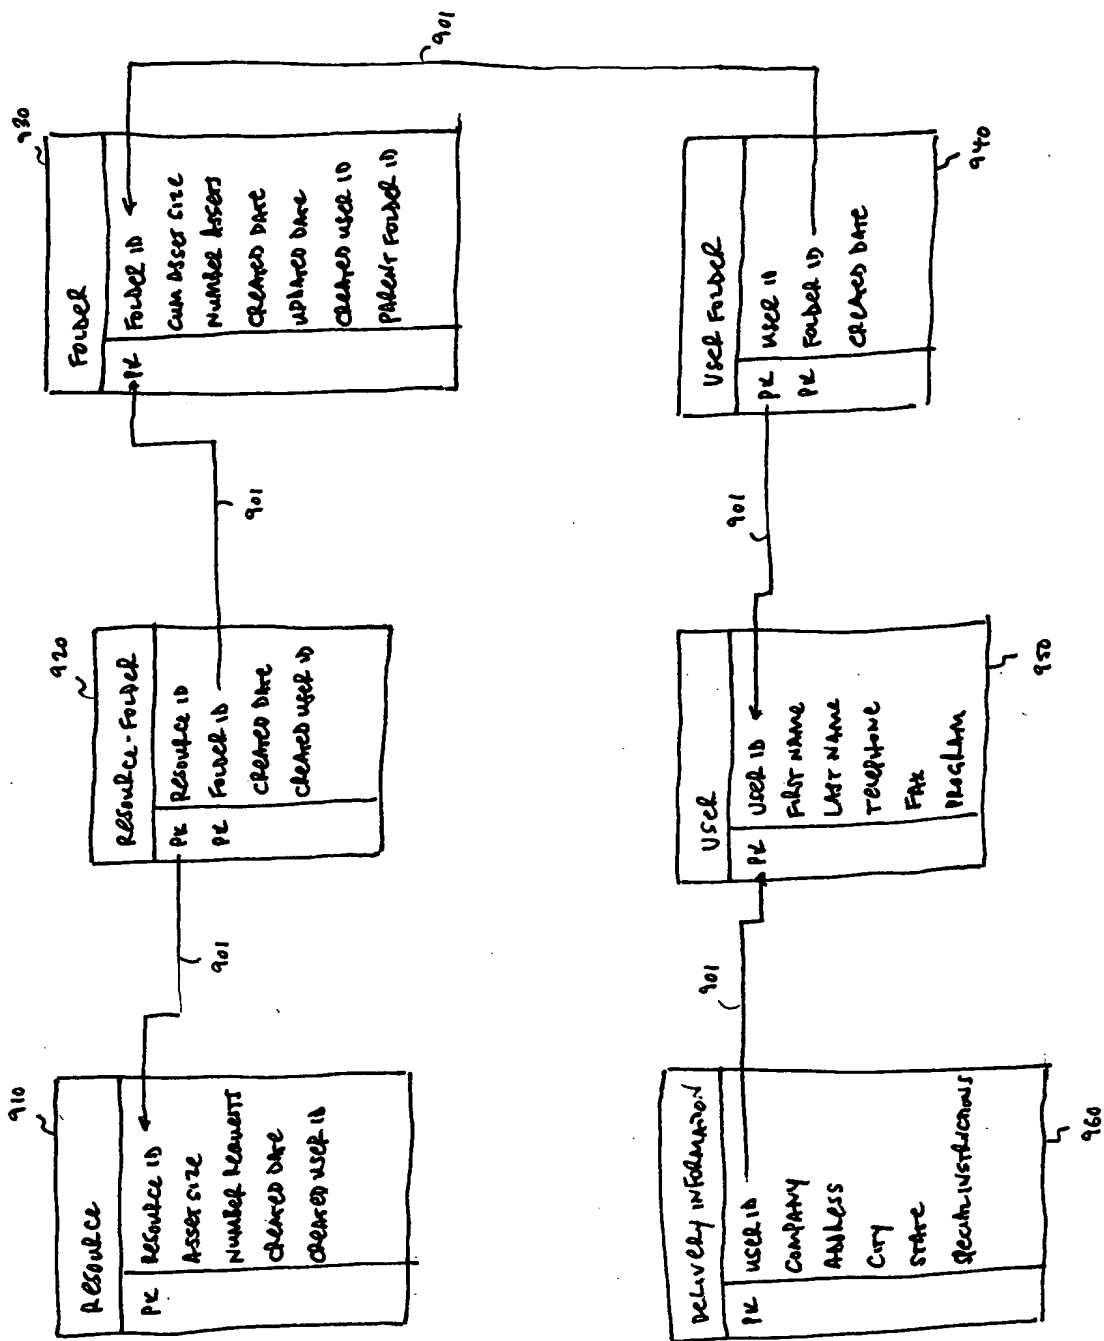 910
RESOURCE
PK RESOURCE ID
ASSET SIZE
NUMBER REQUESTS
CREATED DATE
CREATED USER ID
901
920
RESOURCE-FOLDER
PK RESOURCE ID
PK FOLDER ID
CREATED DATE
CREATED USER ID
901
930
FOLDER
PK FOLDER ID
CUM ASSET SIZE
NUMBER ASSETS
CREATED DATE
UPDATED DATE
CREATED USER ID
PARENT FOLDER ID
901
DELIVERY INFORMATION
PK USER ID
COMPANY
ADDRESS
CITY
STATE
SPECIAL INSTRUCTIONS
960
901
USER
PK USER ID
FIRST NAME
LAST NAME
TELEPHONE
FAX
PROGRAM
950
901
USER FOLDER
PK USER ID
PK FOLDER ID
CREATED DATE
940